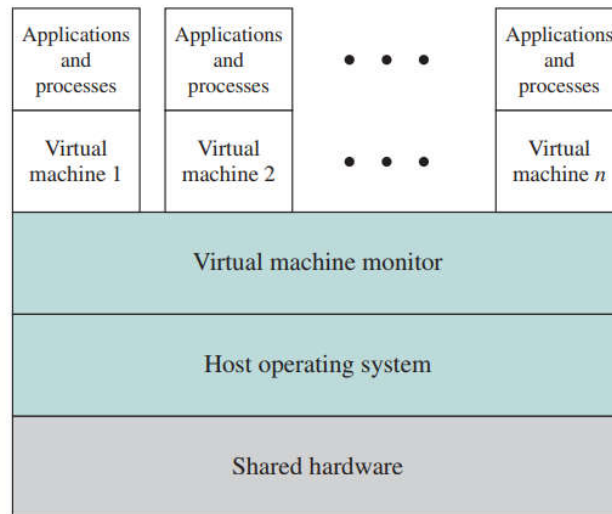 Applications
and
processes
Applications
and
processes
Applications
and
processes
Virtual
machine 1
Virtual
machine 2
Virtual
machine n
Virtual machine monitor
Host operating system
Shared hardware